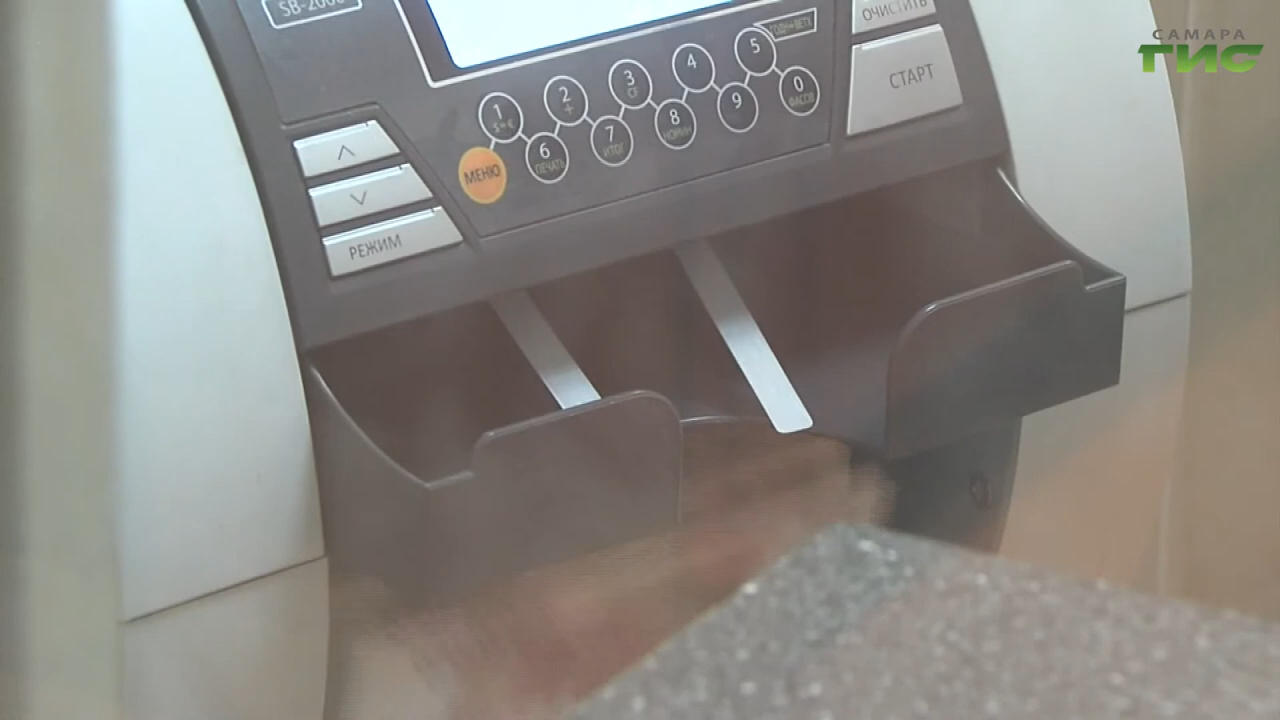 SB-2000
ОЧИСТИТЬ
САМАРА
ГИС
СТАРТ
1
2
+
3
CF
4
5
6
ПЕЧАТЬ
7
ИТОГ
8
НОМИН
9
0
ФАСОВ
МЕНЮ
РЕЖИМ